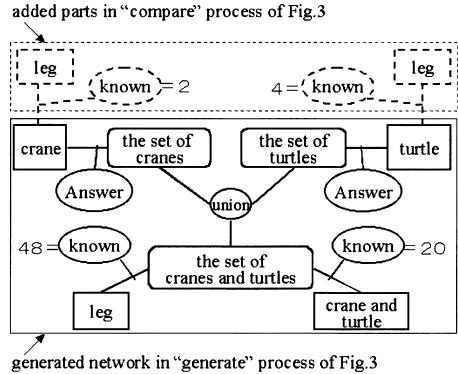 added parts in “compare” process of Fig.3
leg
known = 2
4 = known
leg
crane
the set of
cranes
the set of
turtles
turtle
Answer
union
Answer
48 = known
known = 20
the set of
cranes and turtles
leg
crane and
turtle
generated network in “generate” process of Fig.3